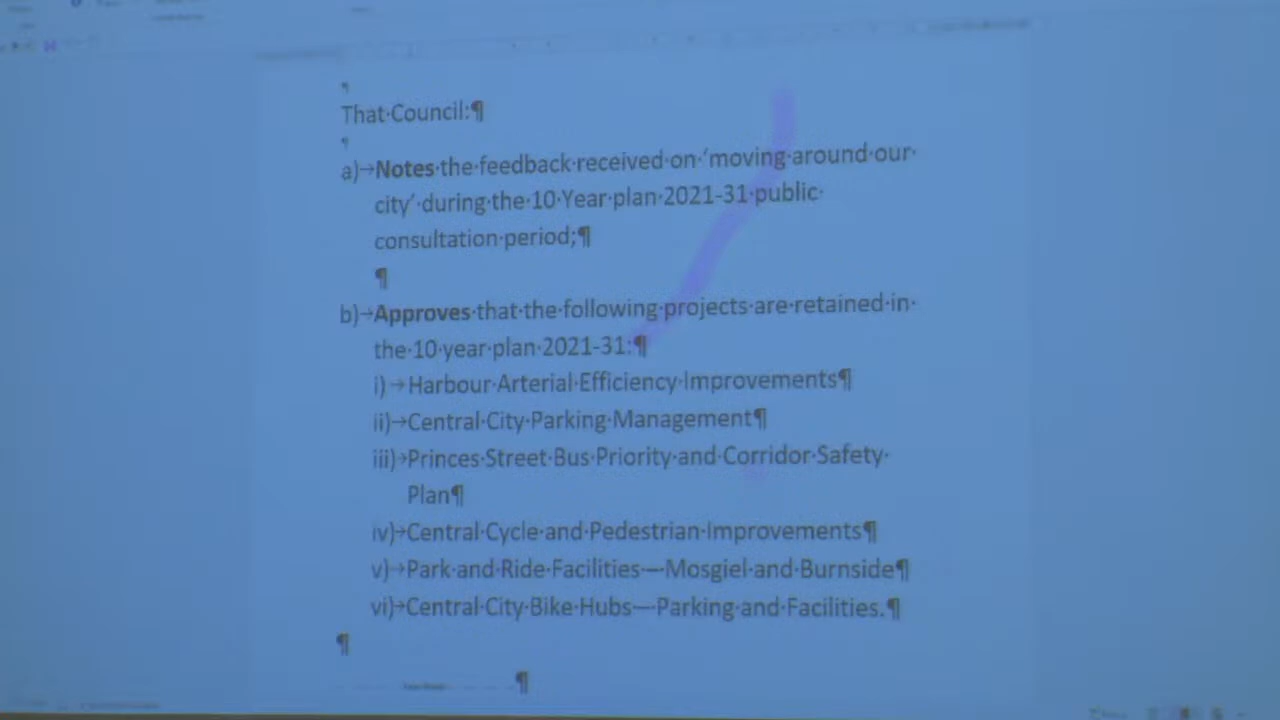 That Council:
a) Notes the feedback received on ‘moving around our
city’ during the 10 Year plan 2021-31 public
consultation period;
b) Approves that the following projects are retained in
the 10 year plan 2021-31:
i) Harbour Arterial Efficiency Improvements
ii) Central City Parking Management
iii) Princes Street Bus Priority and Corridor Safety
Plan
iv) Central Cycle and Pedestrian Improvements
v) Park and Ride Facilities – Mosgiel and Burnside
vi) Central City Bike Hubs – Parking and Facilities.